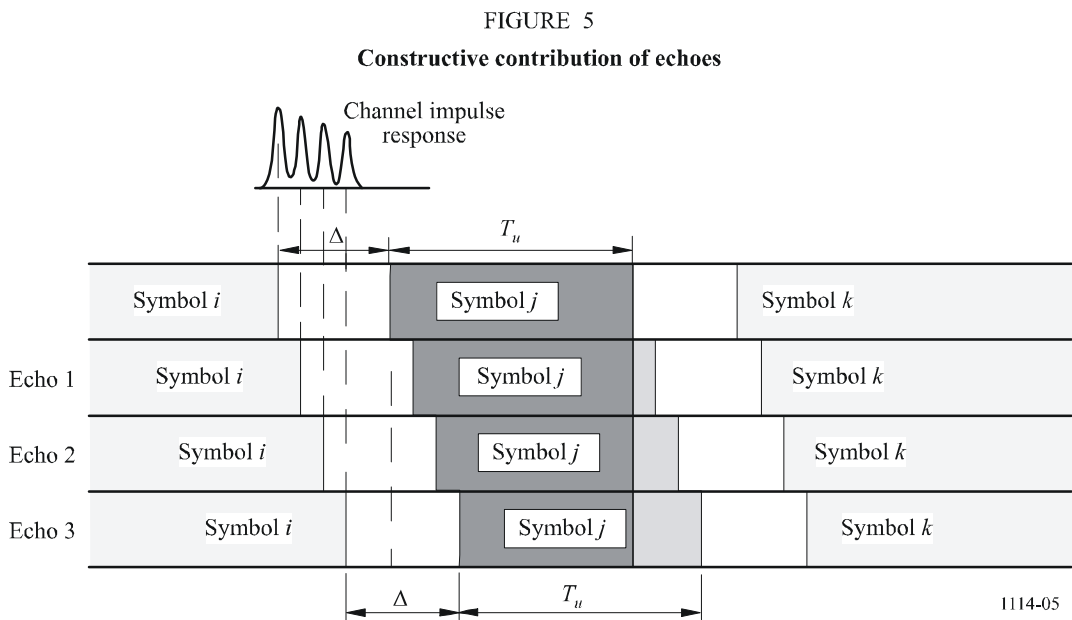 FIGURE 5
Constructive contribution of echoes
Channel impulse
response
Δ
T_u
Symbol i
Symbol j
Symbol k
Echo 1
Symbol i
Symbol j
Symbol k
Echo 2
Symbol i
Symbol j
Symbol k
Echo 3
Symbol i
Symbol j
Symbol k
Δ
T_u
1114-05